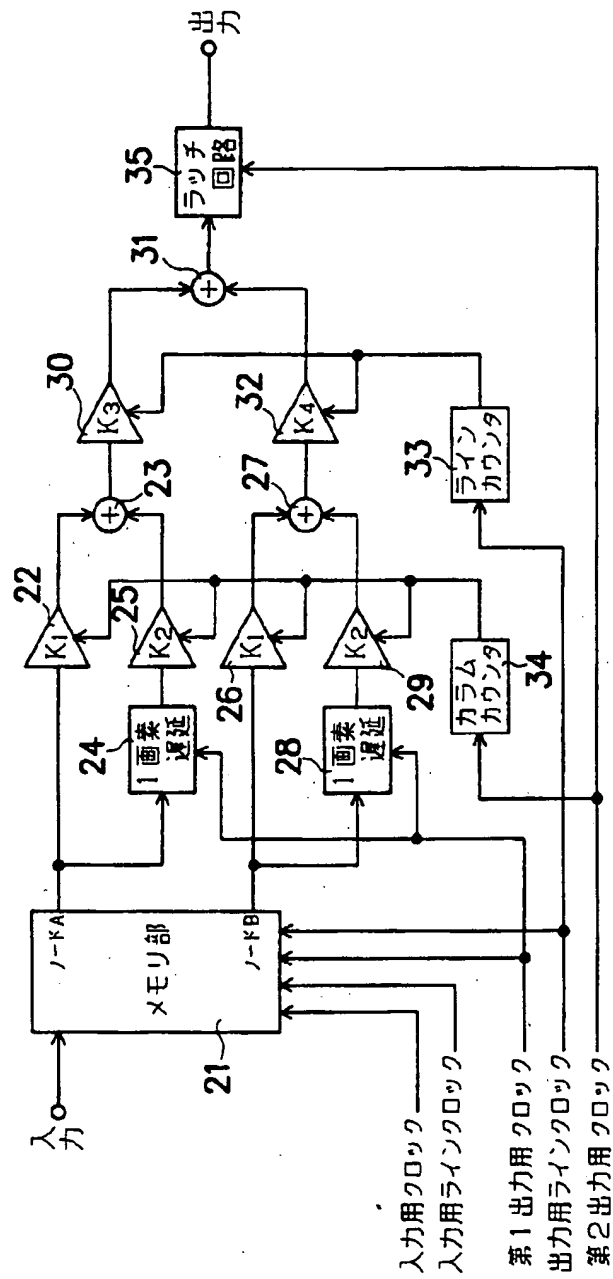 入力
メモリ部
21
ノードA
ノードB
22
K1
24
1画素
遅延
25
K2
23
26
K1
28
1画素
遅延
29
K2
27
30
K3
32
K4
31
35
ラッチ
回路
出力
33
ライン
カウンタ
34
カラム
カウンタ
入力用クロック
入力用ラインクロック
第1出力用クロック
出力用ラインクロック
第2出力用クロック